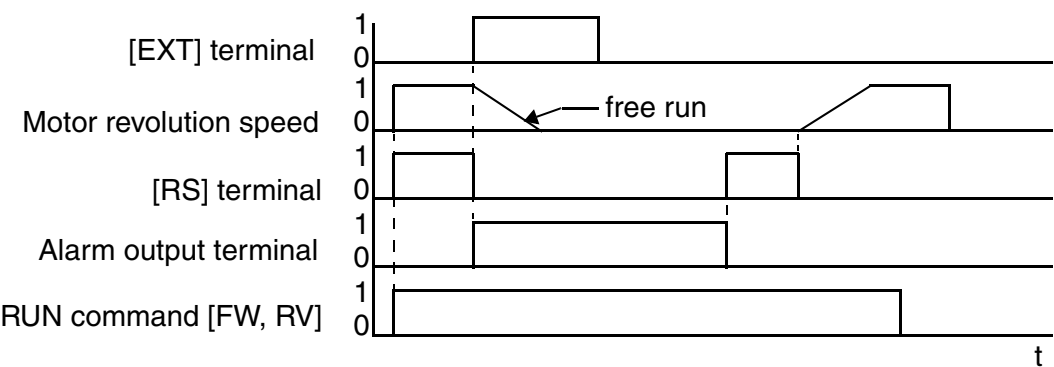 1
[EXT] terminal
0
1
free run
Motor revolution speed
0
1
[RS] terminal
0
1
Alarm output terminal
0
1
RUN command [FW, RV]
0
t